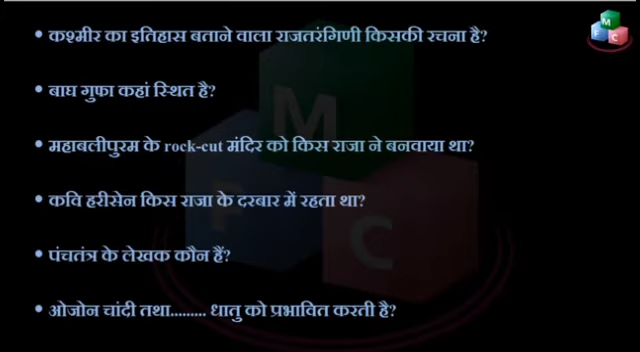 • कश्मीर का इतिहास बताने वाला राजतरंगिणी किसकी रचना है?
• बाघ गुफा कहां स्थित है?
• महाबलीपुरम के rock-cut मंदिर को किस राजा ने बनवाया था?
• कवि हरीसेन किस राजा के दरबार में रहता था?
• पंचतंत्र के लेखक कौन हैं?
• ओजोन चांदी तथा......... धातु को प्रभावित करती है?
M
F
C
M
F
C